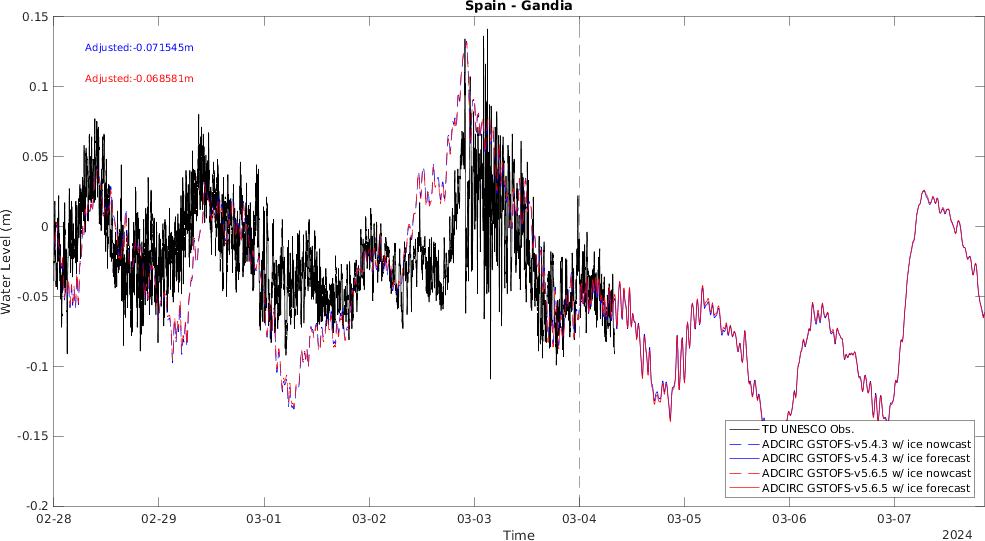 Spain - Gandia
Adjusted:-0.071545m
Adjusted:-0.068581m
Water Level (m)
0.15
0.1
0.05
0
-0.05
-0.1
-0.15
-0.2
TD UNESCO Obs.
ADCIRC GSTOFS-v5.4.3 w/ ice nowcast
ADCIRC GSTOFS-v5.4.3 w/ ice forecast
ADCIRC GSTOFS-v5.6.5 w/ ice nowcast
ADCIRC GSTOFS-v5.6.5 w/ ice forecast
02-28 02-29 03-01 03-02 03-03 03-04 03-05 03-06 03-07
Time
2024